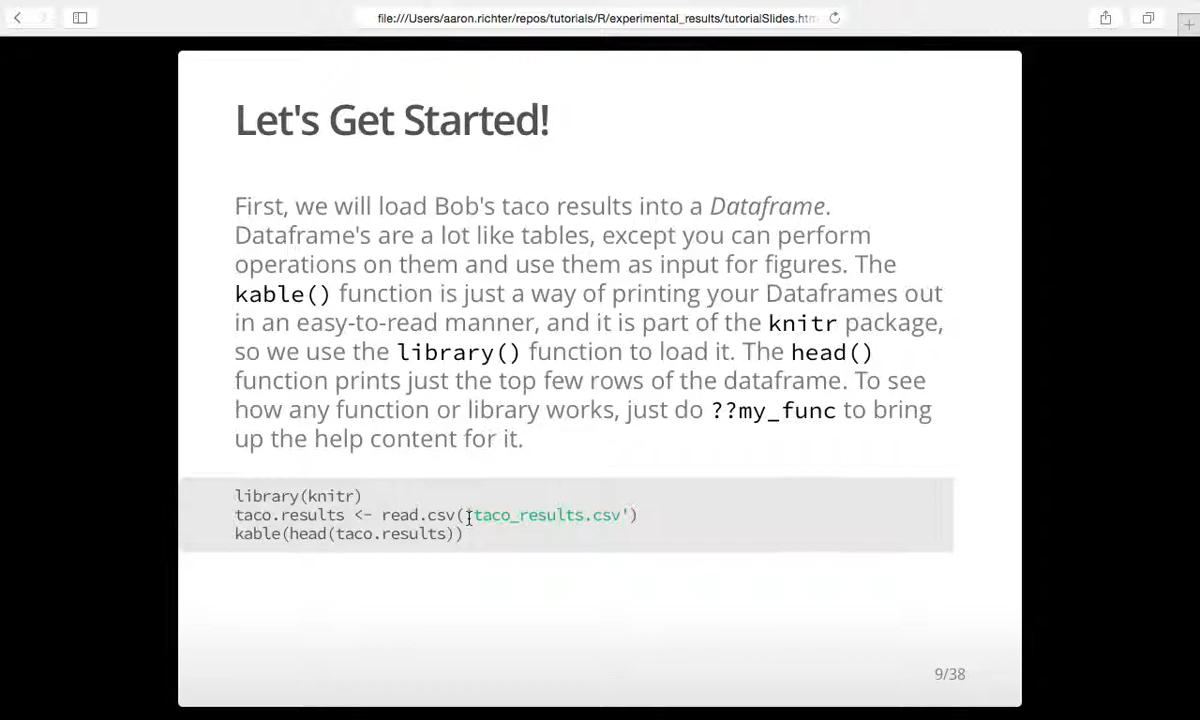 file:///Users/aaron.richter/repos/tutorials/R/experimental_results/tutorialSlides.htm
Let's Get Started!
First, we will load Bob's taco results into a Dataframe.
Dataframe's are a lot like tables, except you can perform
operations on them and use them as input for figures. The
kable() function is just a way of printing your Dataframes out
in an easy-to-read manner, and it is part of the knitr package,
so we use the library() function to load it. The head()
function prints just the top few rows of the dataframe. To see
how any function or library works, just do ??my_func to bring
up the help content for it.
library(knitr)
taco.results <- read.csv('taco_results.csv')
kable(head(taco.results))
9/38